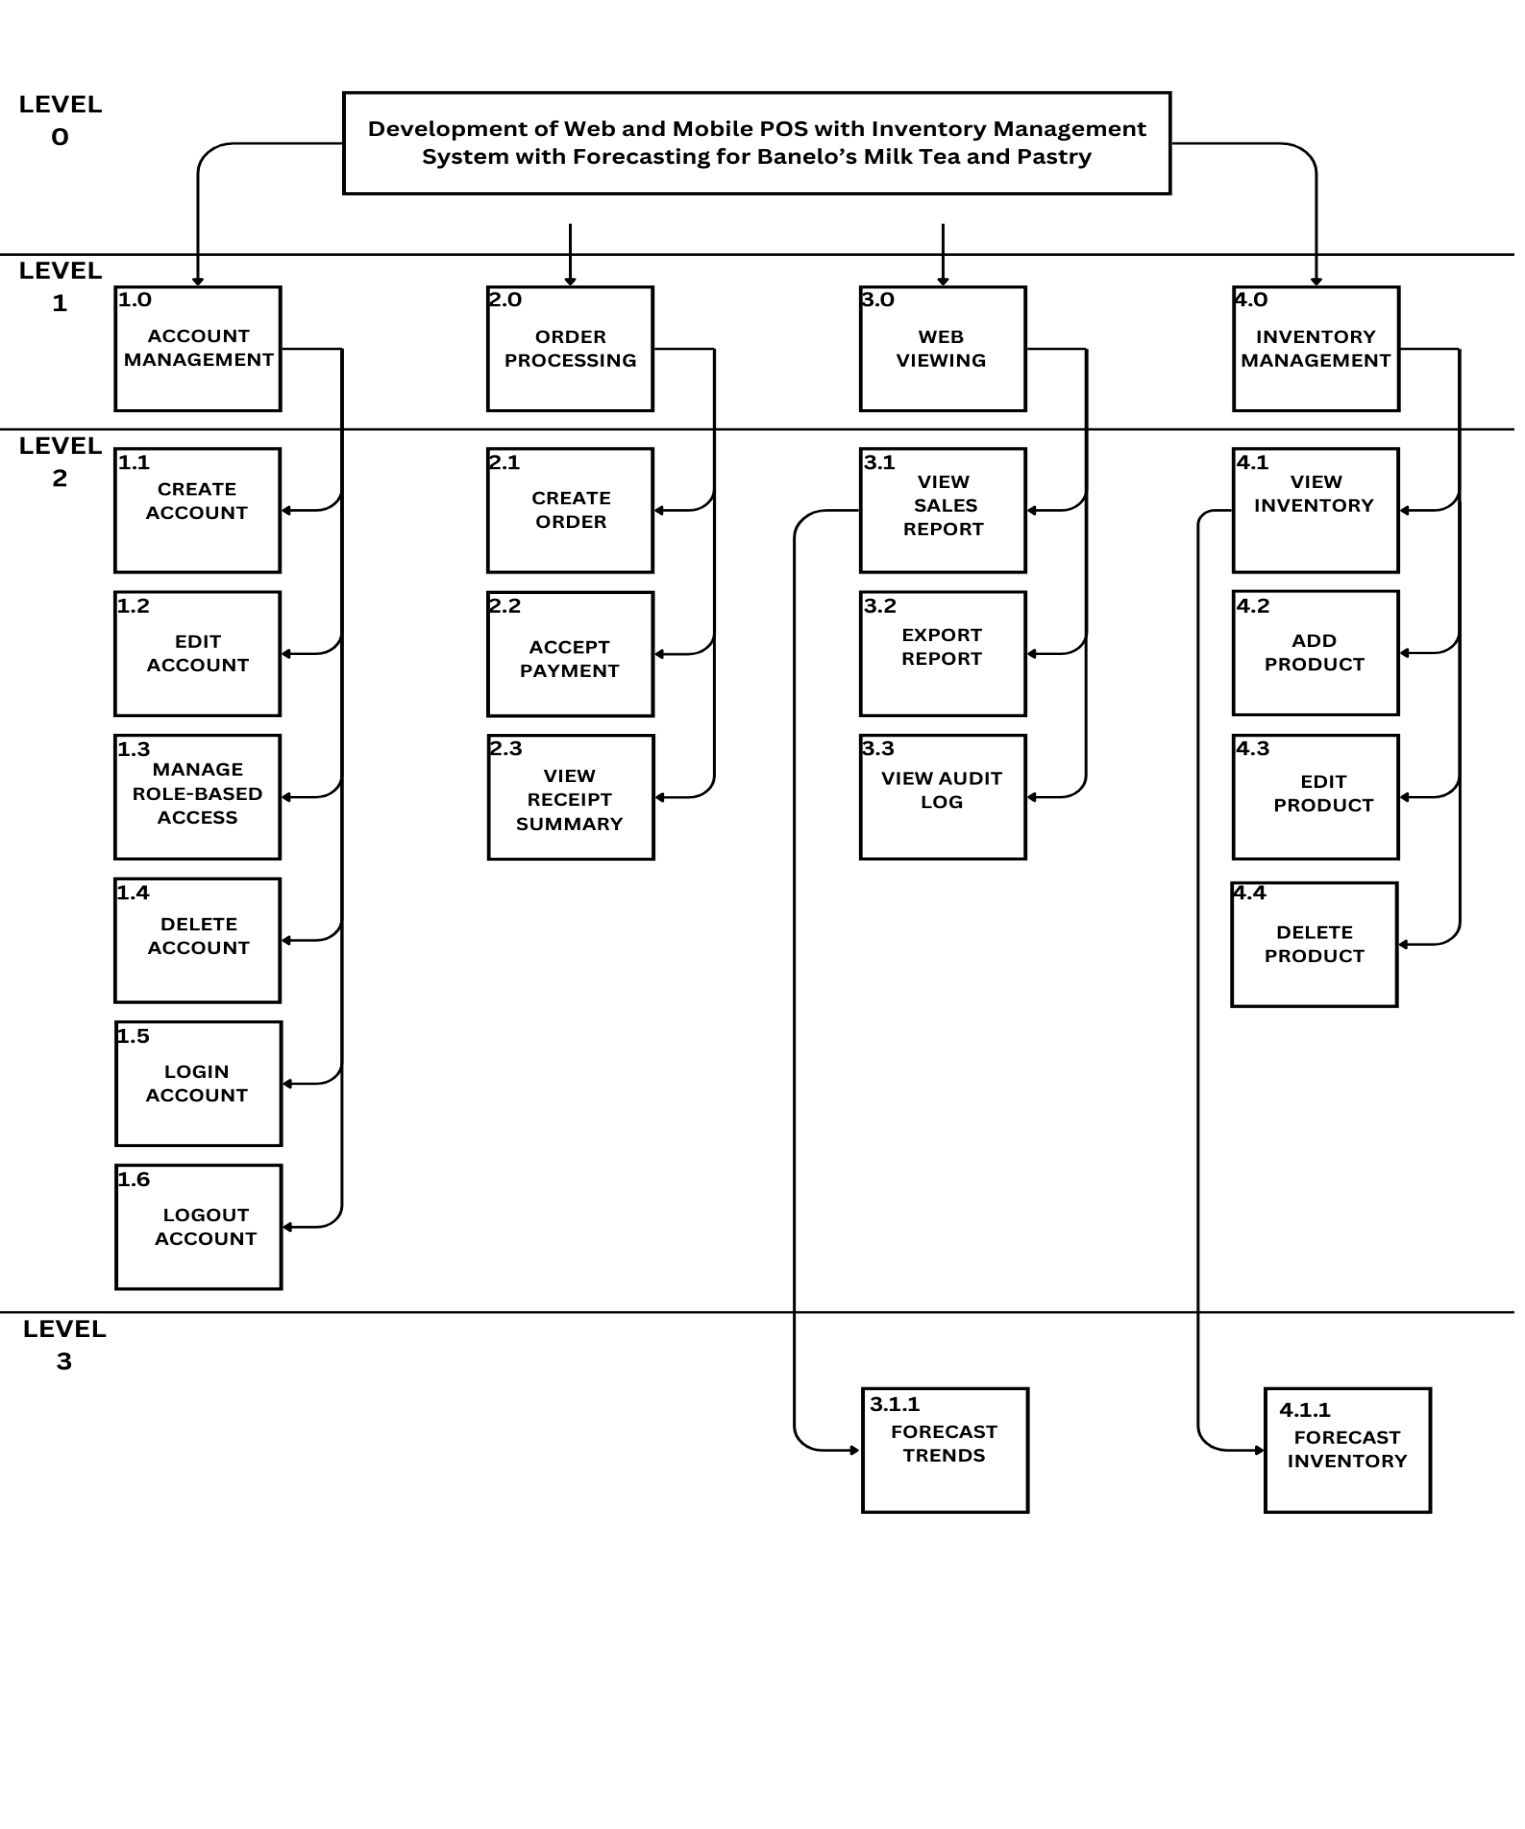 LEVEL
0
Development of Web and Mobile POS with Inventory Management
System with Forecasting for Banelo’s Milk Tea and Pastry
LEVEL
1
1.0
ACCOUNT
MANAGEMENT
2.0
ORDER
PROCESSING
3.0
WEB
VIEWING
4.0
INVENTORY
MANAGEMENT
LEVEL
2
1.1
CREATE
ACCOUNT
2.1
CREATE
ORDER
3.1
VIEW
SALES
REPORT
4.1
VIEW
INVENTORY
1.2
EDIT
ACCOUNT
2.2
ACCEPT
PAYMENT
3.2
EXPORT
REPORT
4.2
ADD
PRODUCT
1.3
MANAGE
ROLE-BASED
ACCESS
2.3
VIEW
RECEIPT
SUMMARY
3.3
VIEW AUDIT
LOG
4.3
EDIT
PRODUCT
1.4
DELETE
ACCOUNT
4.4
DELETE
PRODUCT
1.5
LOGIN
ACCOUNT
1.6
LOGOUT
ACCOUNT
LEVEL
3
3.1.1
FORECAST
TRENDS
4.1.1
FORECAST
INVENTORY